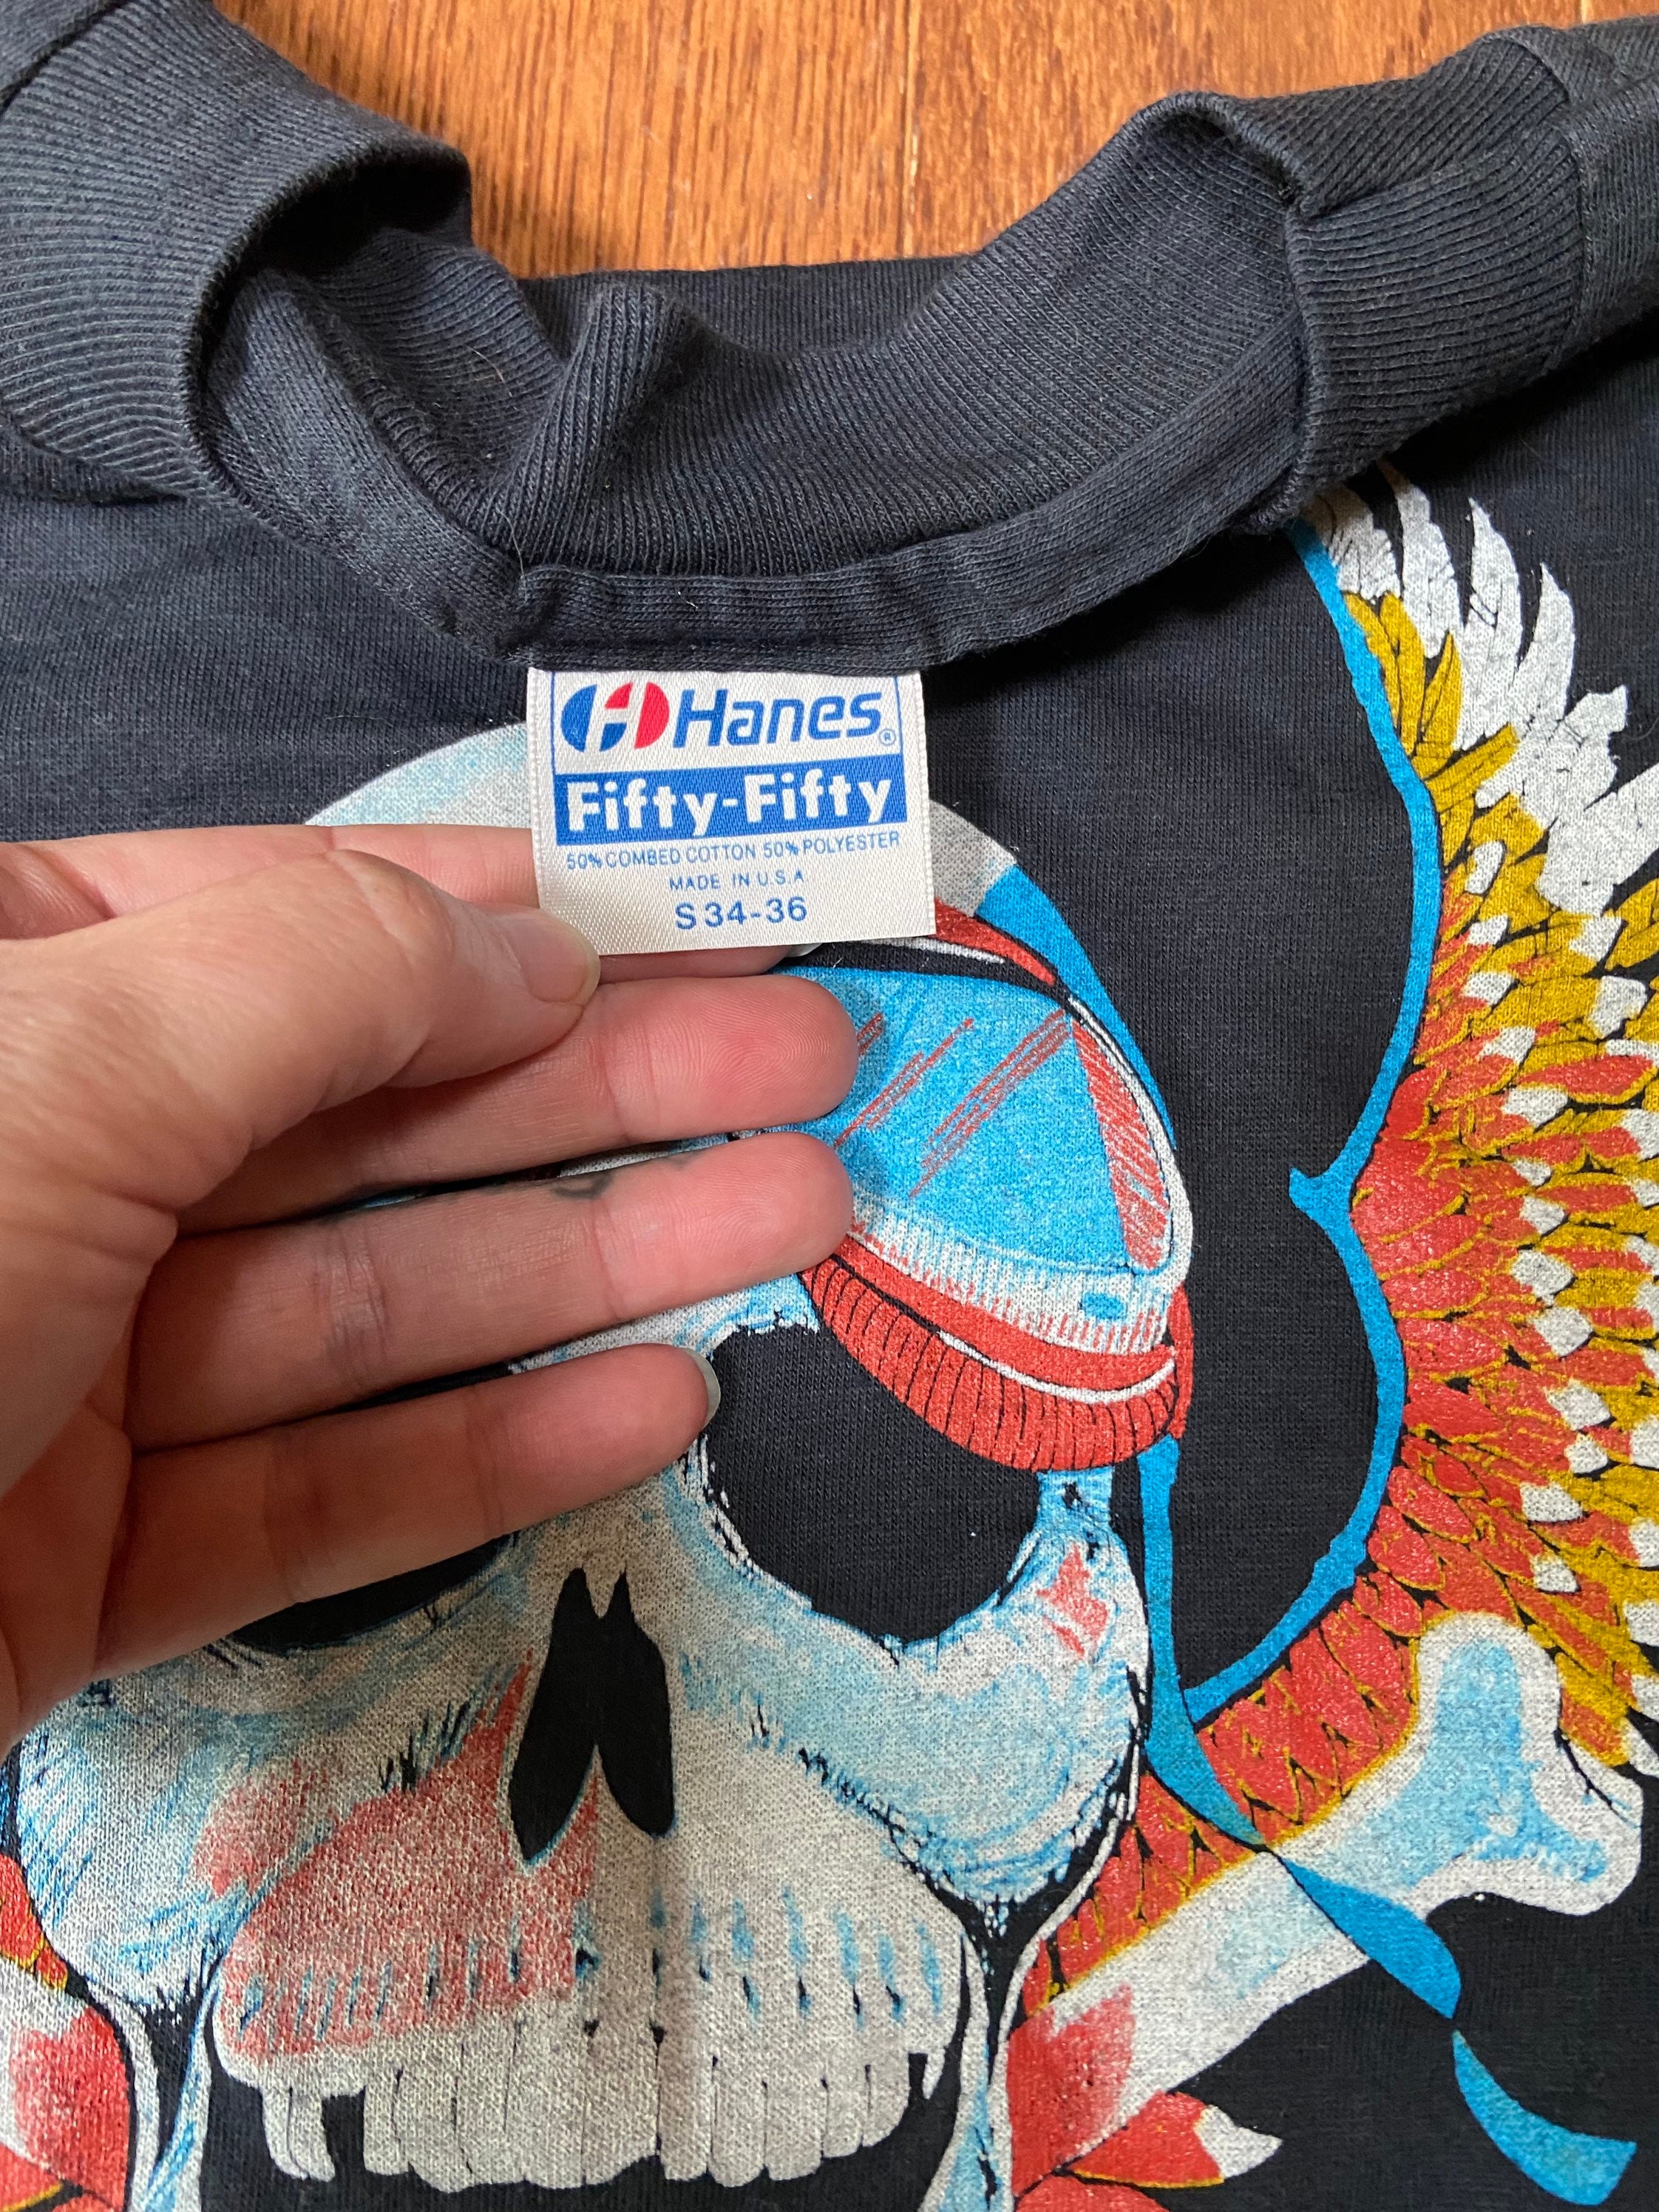 Hanes®
Fifty-Fifty
50% COMBED COTTON 50% POLYESTER
MADE IN U.S.A
S 34-36